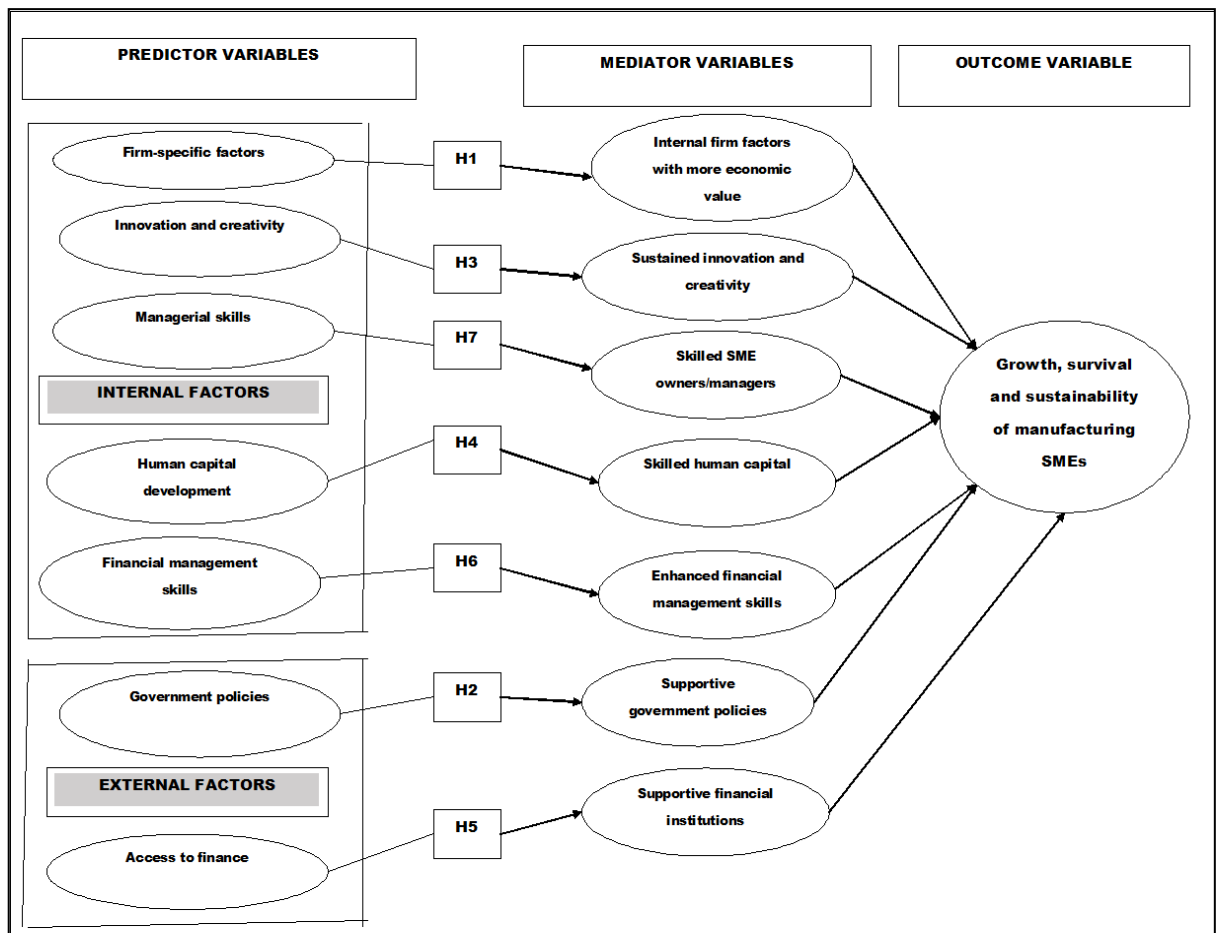 PREDICTOR VARIABLES
MEDIATOR VARIABLES
OUTCOME VARIABLE
Firm-specific factors
H1
Internal firm factors
with more economic
value
Innovation and creativity
H3
Sustained innovation and
creativity
Managerial skills
H7
Skilled SME
owners/managers
INTERNAL FACTORS
Growth, survival
and sustainability
of manufacturing
SMEs
Human capital
development
H4
Skilled human capital
Financial management
skills
H6
Enhanced financial
management skills
Government policies
H2
Supportive
government policies
EXTERNAL FACTORS
H5
Supportive financial
institutions
Access to finance